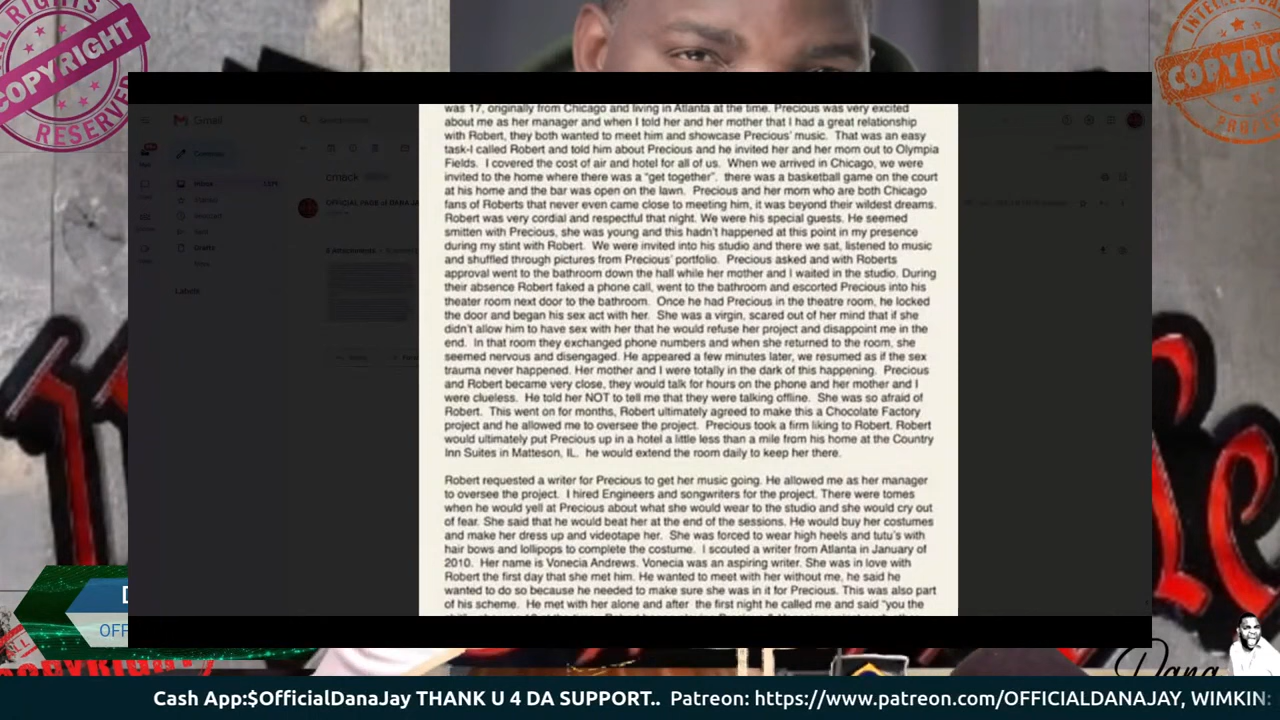 COPYRIGHT
RESERVE
was 17, originally from Chicago and living in Atlanta at the time. Precious was very excited
about me as her manager and when I told her and her mother that I had a great relationship
with Robert, they both wanted to meet him and showcase Precious' music. That was an easy
task-I called Robert and told him about Precious and he invited her and her mom out to Olympia
Fields. I covered the cost of air and hotel for all of us. When we arrived in Chicago, we were
invited to the home where there was a "get together". there was a basketball game on the court
at his home and the bar was open on the lawn. Precious and her mom who are both Chicago
fans of Roberts that never even came close to meeting him, it was beyond their wildest dreams.
Robert was very cordial and respectful that night. We were his special guests. He seemed
smitten with Precious, she was young and this hadn't happened at this point in my presence
during my stint with Robert. We were invited into his studio and there we sat, listened to music
and shuffled through pictures from Precious' portfolio. Precious asked and with Roberts
approval went to the bathroom down the hall while her mother and I waited in the studio. During
their absence Robert faked a phone call, went to the bathroom and escorted Precious into his
theater room next door to the bathroom. Once he had Precious in the theatre room, he locked
the door and began his sex act with her. She was a virgin, scared out of her mind that if she
didn't allow him to have sex with her that he would refuse her project and disappoint me in the
end. In that room they exchanged phone numbers and when she returned to the room, she
seemed nervous and disengaged. He appeared a few minutes later, we resumed as if the sex
trauma never happened. Her mother and I were totally in the dark of this happening. Precious
and Robert became very close, they would talk for hours on the phone and her mother and I
were clueless. He told her NOT to tell me that they were talking offline. She was so afraid of
Robert. This went on for months, Robert ultimately agreed to make this a Chocolate Factory
project and he allowed me to oversee the project. Precious took a firm liking to Robert. Robert
would ultimately put Precious up in a hotel a little less than a mile from his home at the Country
Inn Suites in Matteson, IL. he would extend the room daily to keep her there.
Robert requested a writer for Precious to get her music going. He allowed me as her manager
to oversee the project. I hired Engineers and songwriters for the project. There were tomes
when he would yell at Precious about what she would wear to the studio and she would cry out
of fear. She said that he would beat her at the end of the sessions. He would buy her costumes
and make her dress up and videotape her. She was forced to wear high heels and tutu's with
hair bows and lollipops to complete the costume. I scouted a writer from Atlanta in January of
2010. Her name is Vonecia Andrews. Vonecia was an aspiring writer. She was in love with
Robert the first day that she met him. He wanted to meet with her without me, he said he
wanted to do so because he needed to make sure she was in it for Precious. This was also part
of his scheme. He met with her alone and after the first night he called me and said "you the
Gmail
Compose
Inbox
Drafts
Labels
cmack
OFFICIAL PAGE of DANA JA
D
OFF
Dana
Cash App:$OfficialDanaJay THANK U 4 DA SUPPORT.. Patreon: https://www.patreon.com/OFFICIALDANAJAY, WIMKIN: